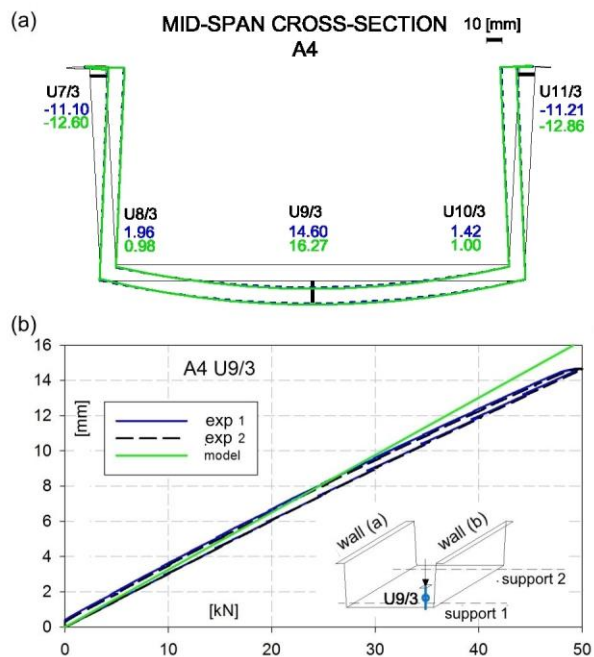 (a)
MID-SPAN CROSS-SECTION
A4
10 [mm]
U7/3
-11.10
-12.60
U11/3
-11.21
-12.86
U8/3
1.96
0.98
U9/3
14.60
16.27
U10/3
1.42
1.00
(b)
16
14
12
10
8
6
4
2
0
[mm]
A4 U9/3
exp 1
exp 2
model
wall (a)
wall (b)
support 2
U9/3
support 1
[kN]
0 10 20 30 40 50